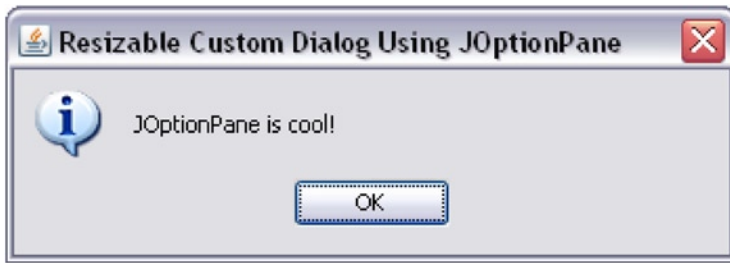 Resizable Custom Dialog Using JOptionPane
JOptionPane is cool!
OK